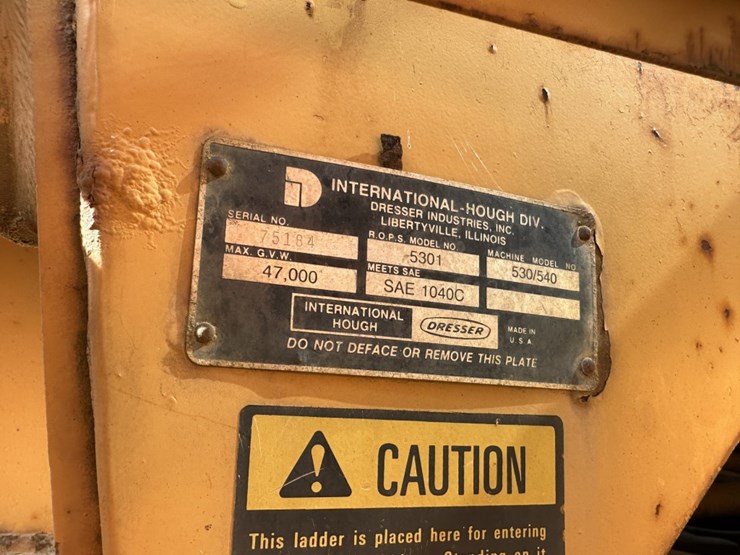 INTERNATIONAL-HOUGH DIV.
DRESSER INDUSTRIES, INC.
LIBERTYVILLE, ILLINOIS
SERIAL NO.
75184
R.O.P.S. MODEL NO.
5301
MACHINE MODEL NO.
530/540
MAX. G.V.W.
47,000
MEETS SAE
SAE 1040C
INTERNATIONAL
HOUGH
DRESSER
MADE IN
U.S.A.
DO NOT DEFACE OR REMOVE THIS PLATE
CAUTION
This ladder is placed here for entering